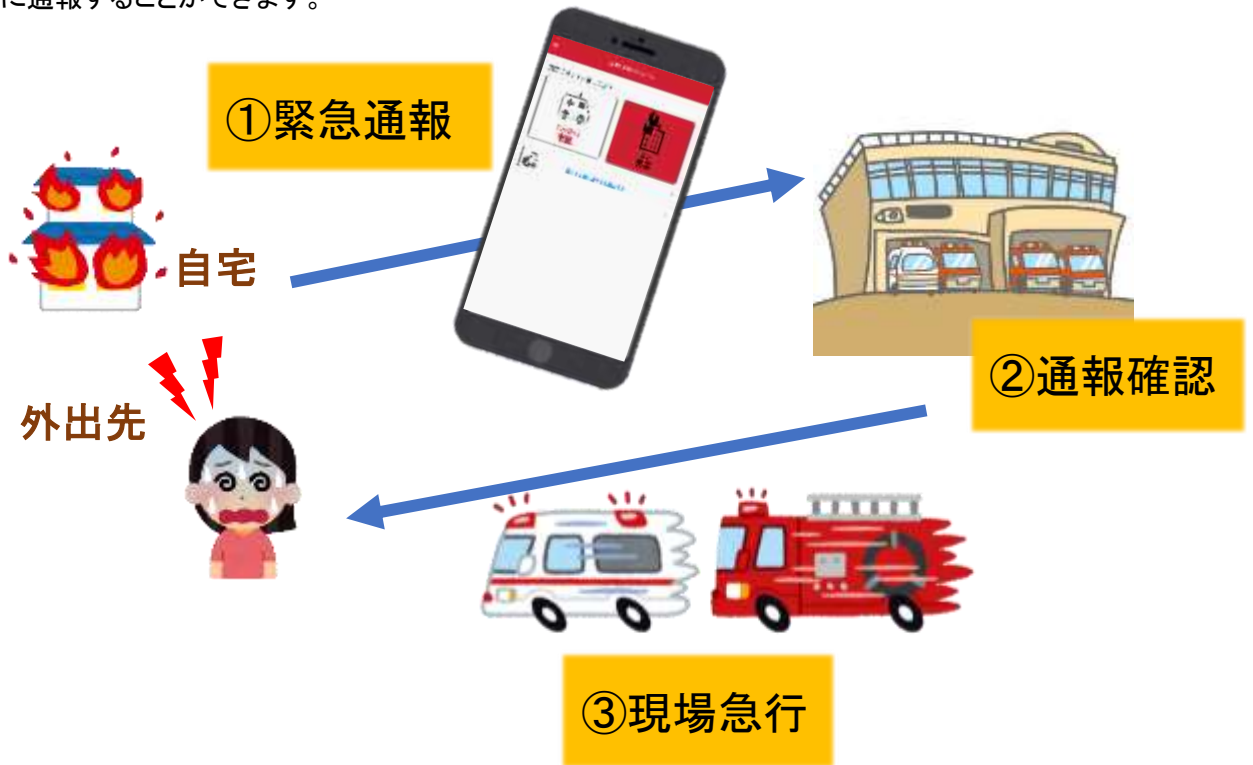 に通報することができます。
①緊急通報
自宅
②通報確認
外出先
③現場急行